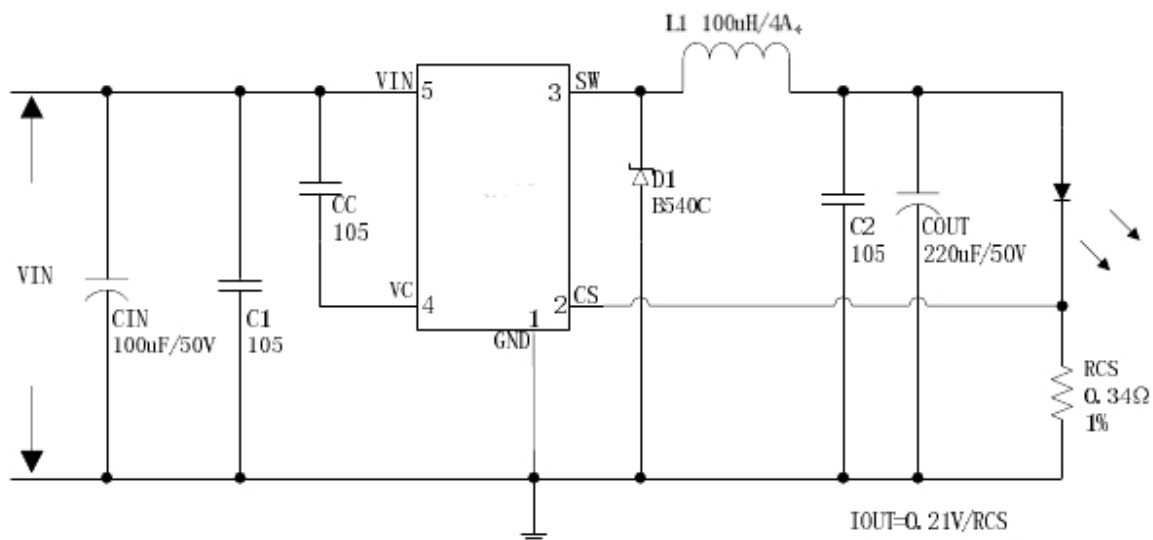 L1 100uH/4A
VIN
5
3
SW
CC
105
D1
B540C
C2
105
COUT
220uF/50V
VIN
VC
4
2
CS
1
GND
CIN
100uF/50V
C1
105
RCS
0.34Ω
1%
IOUT=0.21V/RCS